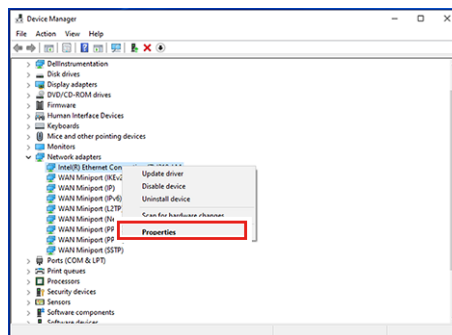 Device Manager
File Action View Help
DellInstrumentation
Disk drives
Display adapters
DVD/CD-ROM drives
Firmware
Human Interface Devices
Keyboards
Mice and other pointing devices
Monitors
Network adapters
Intel(R) Ethernet
WAN Miniport (IKEv2
WAN Miniport (IP)
WAN Miniport (IPv6)
WAN Miniport (L2TP)
WAN Miniport (Ne
WAN Miniport (PP
WAN Miniport (PP
WAN Miniport (SSTP)
Update driver
Disable device
Uninstall device
Scan for hardware changes
Properties
Ports (COM & LPT)
Print queues
Processors
Security devices
Sensors
Software components
Software devices